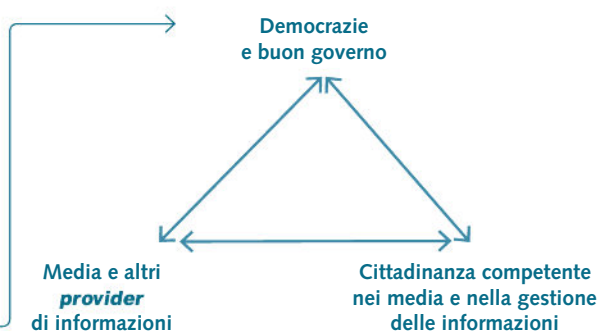 Democrazie
e buon governo
Media e altri
provider
di informazioni
Cittadinanza competente
nei media e nella gestione
delle informazioni